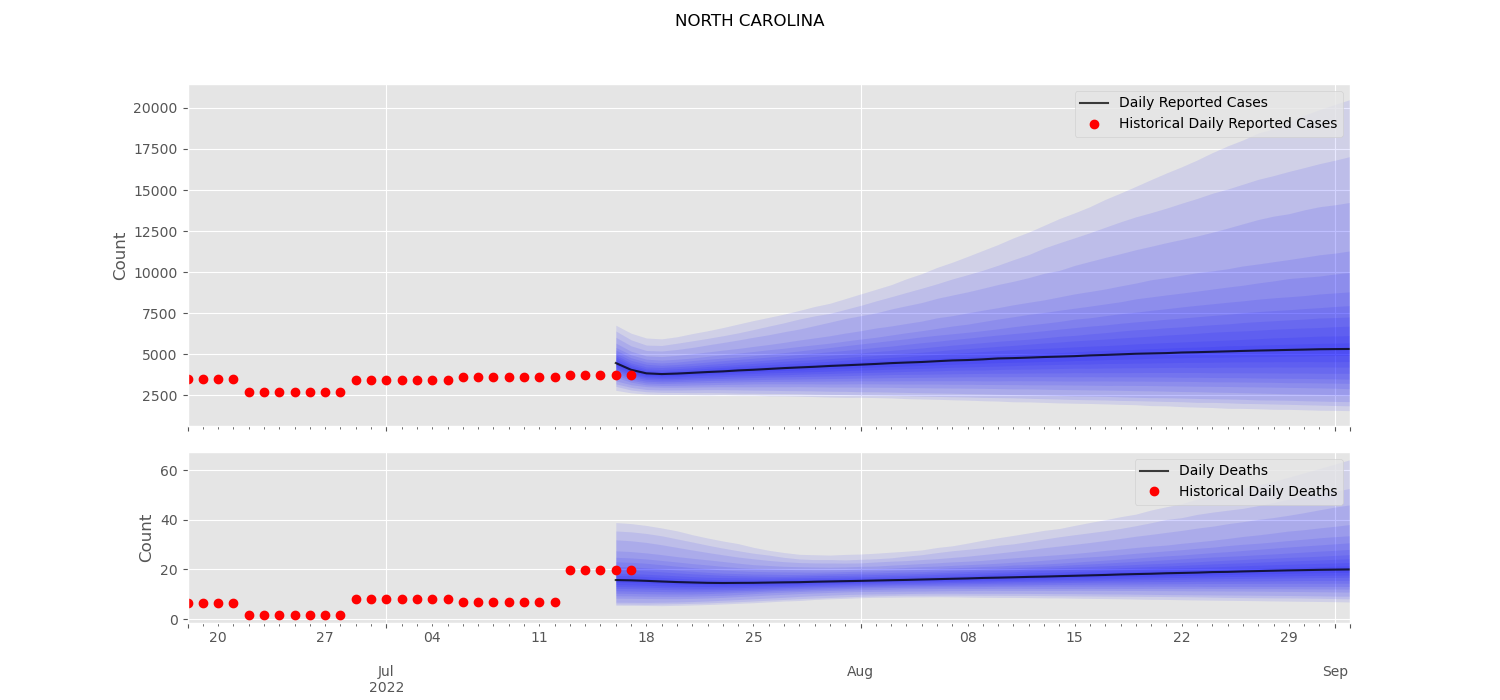 NORTH CAROLINA
20000
17500
15000
12500
10000
7500
5000
2500
Count
Daily Reported Cases
Historical Daily Reported Cases
60
40
20
0
Count
Daily Deaths
Historical Daily Deaths
20 27 04 11 18 25 08 15 22 29
Jul Aug Sep
2022